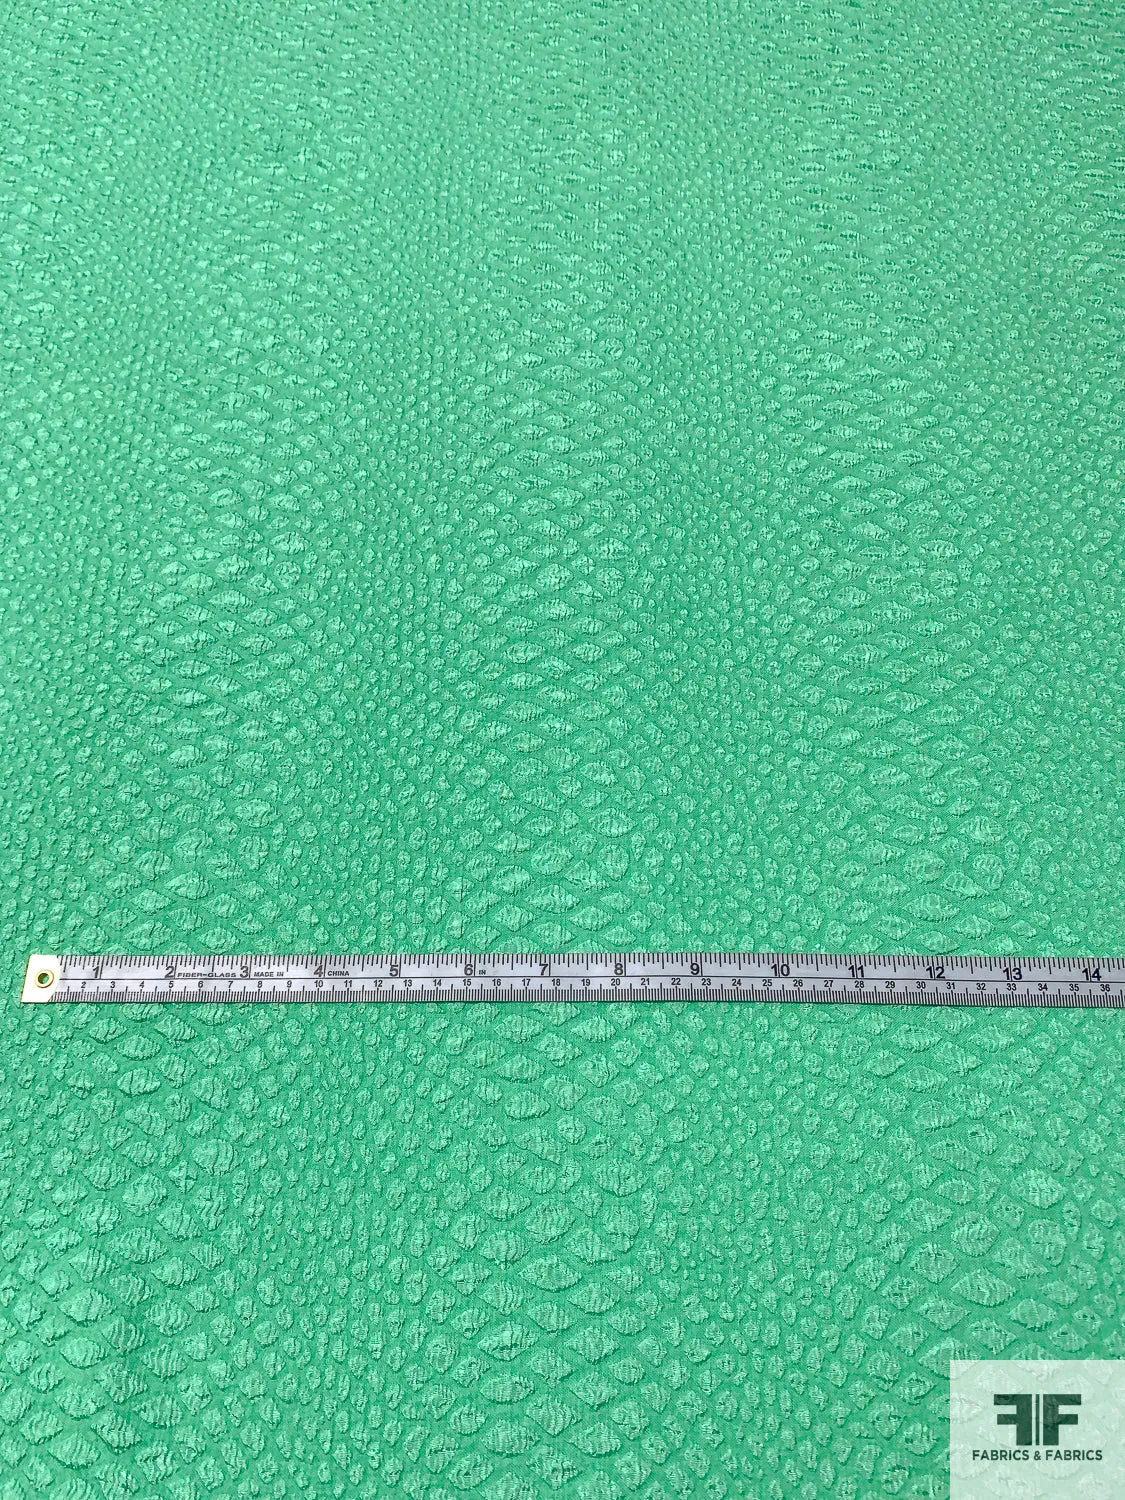 1 2 FIBER-GLASS 3 MADE IN 4 CHINA 5 6 IN 7 8 9 10 11 12 13 14
2 3 4 5 6 7 8 9 10 11 12 13 14 15 16 17 18 19 20 21 22 23 24 25 26 27 28 29 30 31 32 33 34 35 36
FF
FABRICS & FABRICS